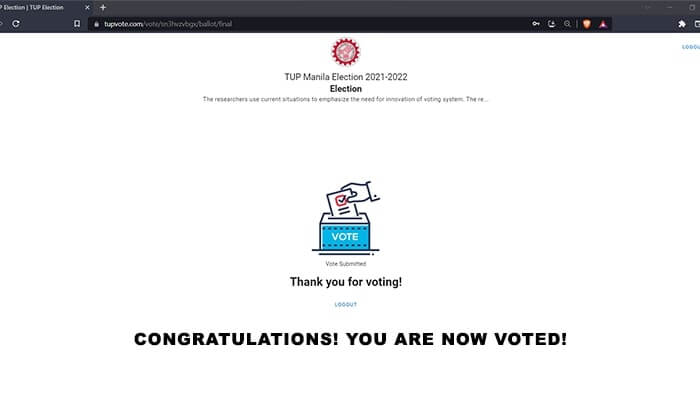 P Election | TUP Election
tupvote.com/vote/sn3hvzvbgx/ballot/final
LOGOU
TUP Manila Election 2021-2022
Election
The researchers use current situations to emphasize the need for innovation of voting system. The re...
VOTE
Vote Submitted
Thank you for voting!
LOGOUT
CONGRATULATIONS! YOU ARE NOW VOTED!